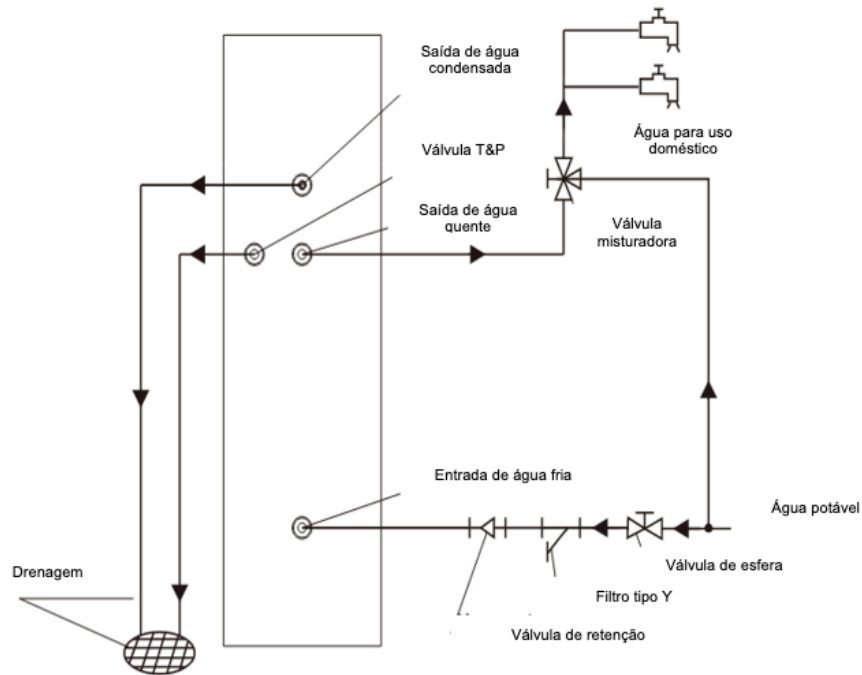 Saída de água
condensada
Válvula T&P
Água para uso
doméstico
Saída de água
quente
Válvula
misturadora
Entrada de água fria
Água potável
Válvula de esfera
Drenagem
Filtro tipo Y
Válvula de retenção